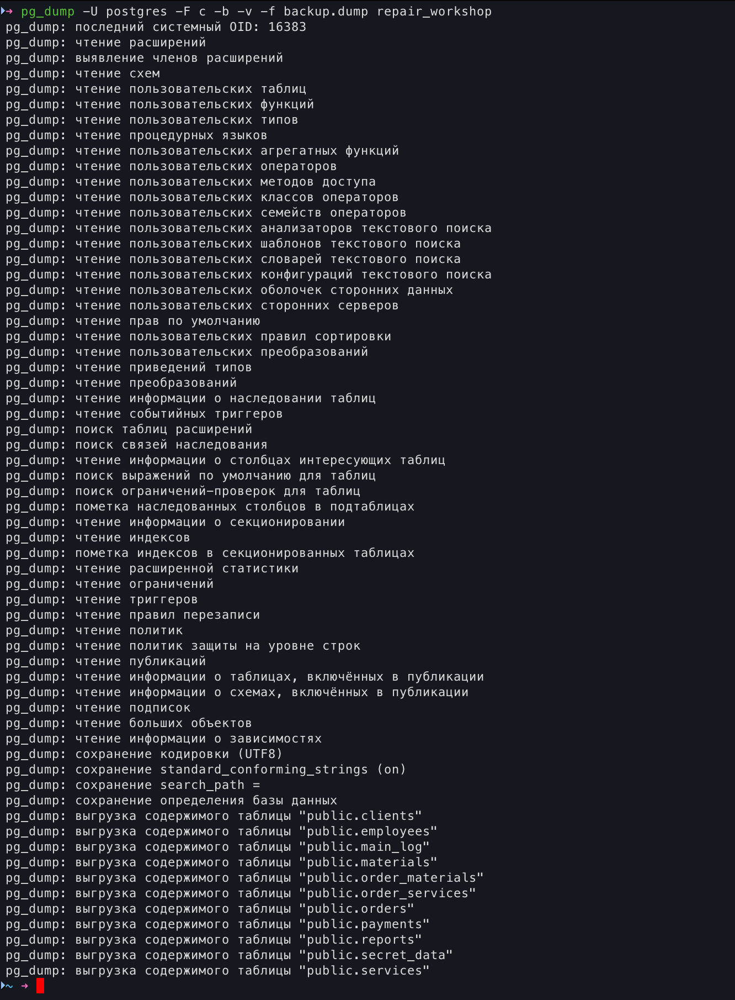 ➜ pg_dump -U postgres -F c -b -v -f backup.dump repair_workshop
pg_dump: последний системный OID: 16383
pg_dump: чтение расширений
pg_dump: выявление членов расширений
pg_dump: чтение схем
pg_dump: чтение пользовательских таблиц
pg_dump: чтение пользовательских функций
pg_dump: чтение пользовательских типов
pg_dump: чтение процедурных языков
pg_dump: чтение пользовательских агрегатных функций
pg_dump: чтение пользовательских операторов
pg_dump: чтение пользовательских методов доступа
pg_dump: чтение пользовательских классов операторов
pg_dump: чтение пользовательских семейств операторов
pg_dump: чтение пользовательских анализаторов текстового поиска
pg_dump: чтение пользовательских шаблонов текстового поиска
pg_dump: чтение пользовательских словарей текстового поиска
pg_dump: чтение пользовательских конфигураций текстового поиска
pg_dump: чтение пользовательских оболочек сторонних данных
pg_dump: чтение пользовательских сторонних серверов
pg_dump: чтение прав по умолчанию
pg_dump: чтение пользовательских правил сортировки
pg_dump: чтение пользовательских преобразований
pg_dump: чтение приведений типов
pg_dump: чтение преобразований
pg_dump: чтение информации о наследовании таблиц
pg_dump: чтение событийных триггеров
pg_dump: поиск таблиц расширений
pg_dump: поиск связей наследования
pg_dump: чтение информации о столбцах интересующих таблиц
pg_dump: поиск выражений по умолчанию для таблиц
pg_dump: поиск ограничений-проверок для таблиц
pg_dump: пометка наследованных столбцов в подтаблицах
pg_dump: чтение информации о секционировании
pg_dump: чтение индексов
pg_dump: пометка индексов в секционированных таблицах
pg_dump: чтение расширенной статистики
pg_dump: чтение ограничений
pg_dump: чтение триггеров
pg_dump: чтение правил перезаписи
pg_dump: чтение политик
pg_dump: чтение политик защиты на уровне строк
pg_dump: чтение публикаций
pg_dump: чтение информации о таблицах, включённых в публикации
pg_dump: чтение информации о схемах, включённых в публикации
pg_dump: чтение подписок
pg_dump: чтение больших объектов
pg_dump: чтение информации о зависимостях
pg_dump: сохранение кодировки (UTF8)
pg_dump: сохранение standard_conforming_strings (on)
pg_dump: сохранение search_path =
pg_dump: сохранение определения базы данных
pg_dump: выгрузка содержимого таблицы "public.clients"
pg_dump: выгрузка содержимого таблицы "public.employees"
pg_dump: выгрузка содержимого таблицы "public.main_log"
pg_dump: выгрузка содержимого таблицы "public.materials"
pg_dump: выгрузка содержимого таблицы "public.order_materials"
pg_dump: выгрузка содержимого таблицы "public.order_services"
pg_dump: выгрузка содержимого таблицы "public.orders"
pg_dump: выгрузка содержимого таблицы "public.payments"
pg_dump: выгрузка содержимого таблицы "public.reports"
pg_dump: выгрузка содержимого таблицы "public.secret_data"
pg_dump: выгрузка содержимого таблицы "public.services"
~ ➜